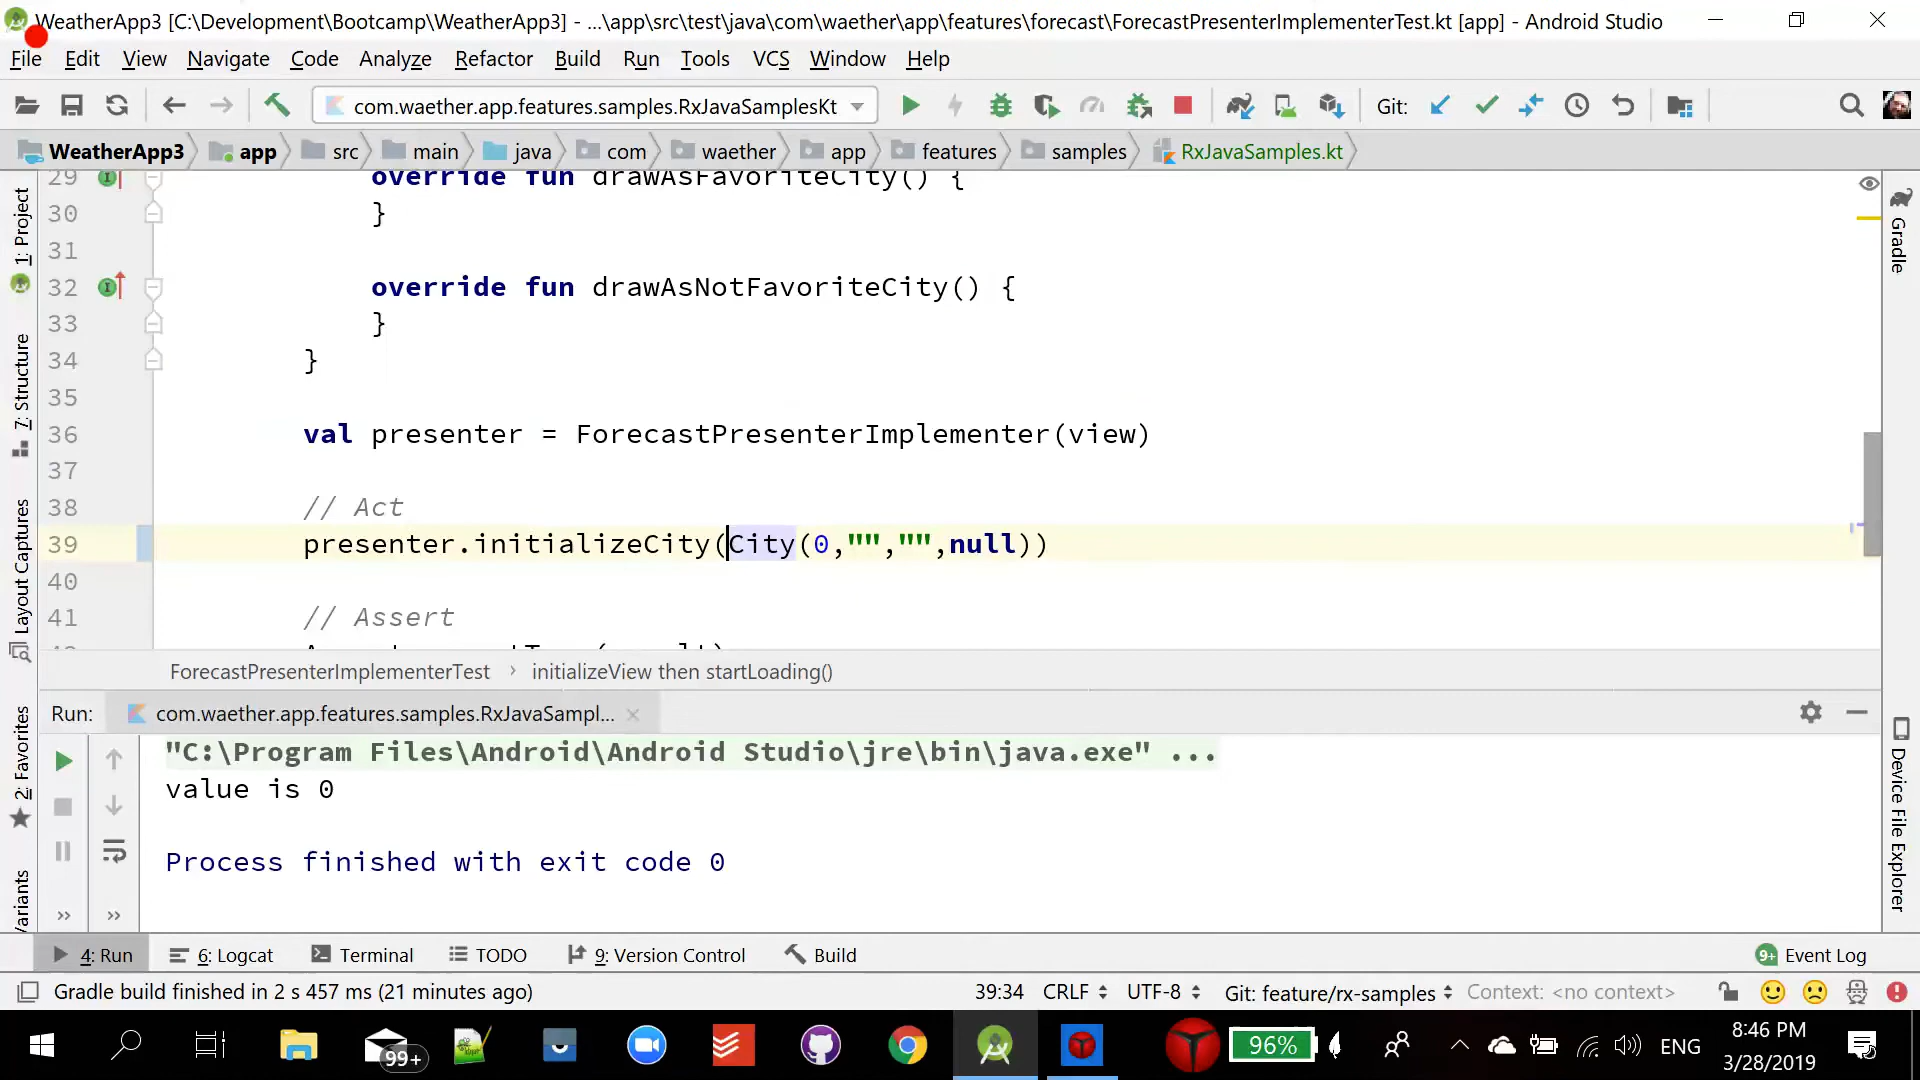 WeatherApp3 [C:\Development\Bootcamp\WeatherApp3] - ...\app\src\test\java\com\waether\app\features\forecast\ForecastPresenterImplementerTest.kt [app] - Android Studio
File Edit View Navigate Code Analyze Refactor Build Run Tools VCS Window Help
com.waether.app.features.samples.RxJavaSamplesKt Git:
WeatherApp3 app src main java com waether app features samples RxJavaSamples.kt
29 override fun drawAsFavoriteCity() {
30 }
31
32 override fun drawAsNotFavoriteCity() {
33 }
34 }
35
36 val presenter = ForecastPresenterImplementer(view)
37
38 // Act
39 presenter.initializeCity(City(0,"","",null))
40
41 // Assert
ForecastPresenterImplementerTest › initializeView then startLoading()
Run: com.waether.app.features.samples.RxJavaSampl...
"C:\Program Files\Android\Android Studio\jre\bin\java.exe" ...
value is 0
Process finished with exit code 0
1: Project
7: Structure
Layout Captures
2: Favorites
Gradle
Device File Explorer
4: Run 6: Logcat Terminal TODO 9: Version Control Build 9+ Event Log
Gradle build finished in 2 s 457 ms (21 minutes ago) 39:34 CRLF UTF-8 Git: feature/rx-samples Context: <no context>
99+ 96% ENG 8:46 PM
3/28/2019